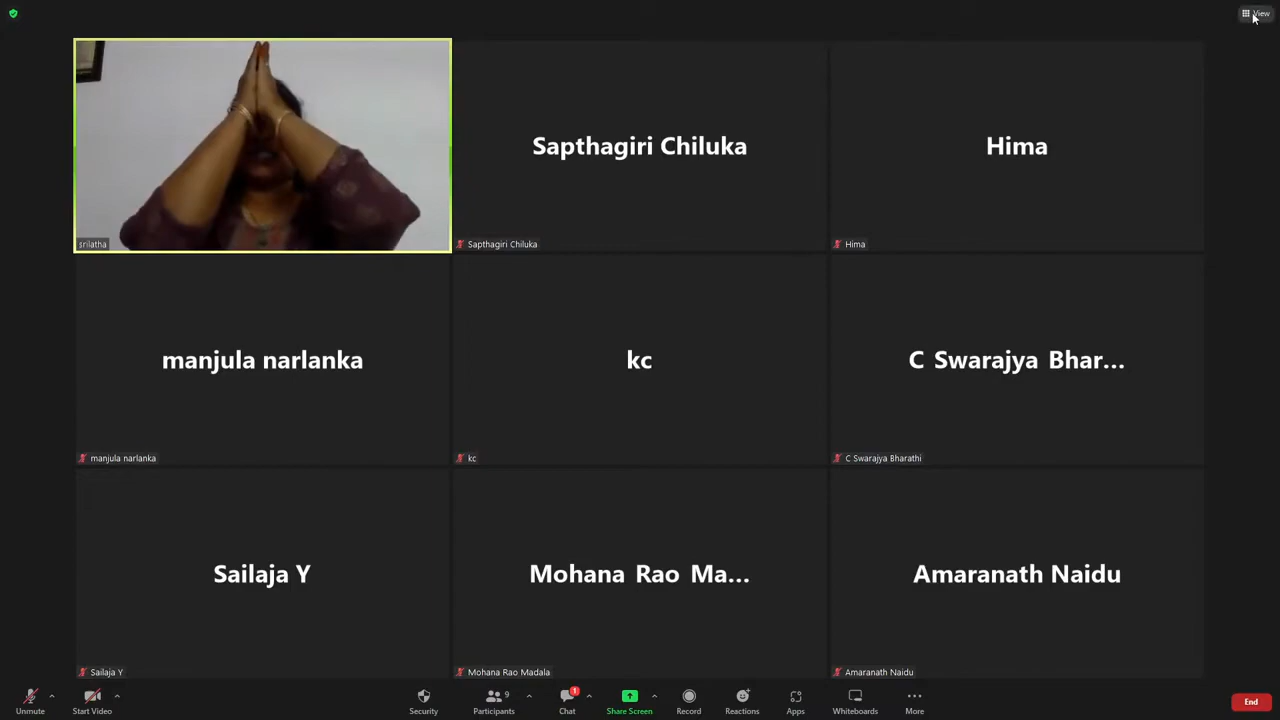 View
srilatha
Sapthagiri Chiluka
Sapthagiri Chiluka
Hima
Hima
manjula narlanka
manjula narlanka
kc
kc
C Swarajya Bhar...
C Swarajya Bharathi
Sailaja Y
Sailaja Y
Mohana Rao Ma...
Mohana Rao Madala
Amaranath Naidu
Amaranath Naidu
Unmute
Start Video
Security
9
Participants
1
Chat
Share Screen
Record
Reactions
Apps
Whiteboards
More
End